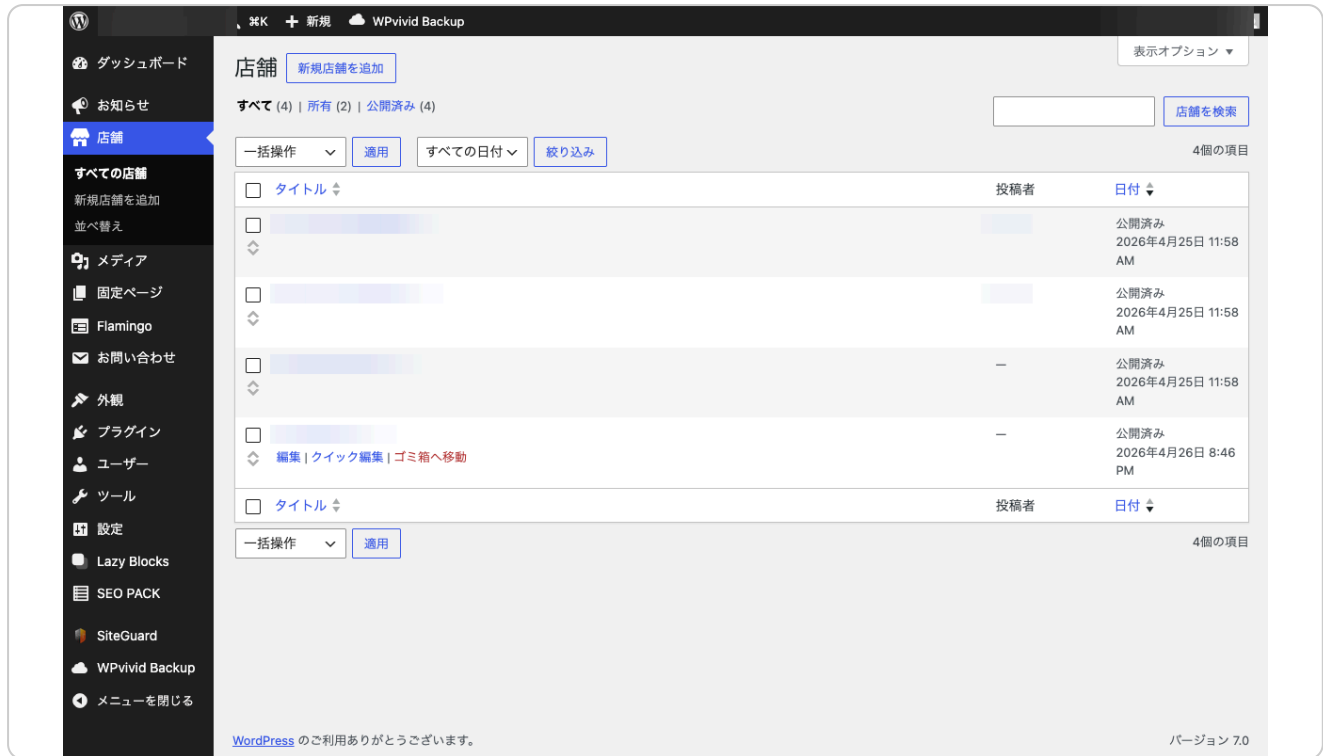 ⌘K 新規 WPvivid Backup
表示オプション ▼
ダッシュボード
お知らせ
店舗
すべての店舗
新規店舗を追加
並べ替え
メディア
固定ページ
Flamingo
お問い合わせ
外観
プラグイン
ユーザー
ツール
設定
Lazy Blocks
SEO PACK
SiteGuard
WPvivid Backup
メニューを閉じる
店舗 新規店舗を追加
すべて (4) | 所有 (2) | 公開済み (4)
店舗を検索
一括操作 適用 すべての日付 絞り込み 4個の項目
タイトル 投稿者 日付
公開済み
2026年4月25日 11:58
AM
公開済み
2026年4月25日 11:58
AM
— 公開済み
2026年4月25日 11:58
AM
— 公開済み
編集 | クイック編集 | ゴミ箱へ移動 2026年4月26日 8:46
PM
タイトル 投稿者 日付
一括操作 適用 4個の項目
WordPress のご利用ありがとうございます。 バージョン 7.0